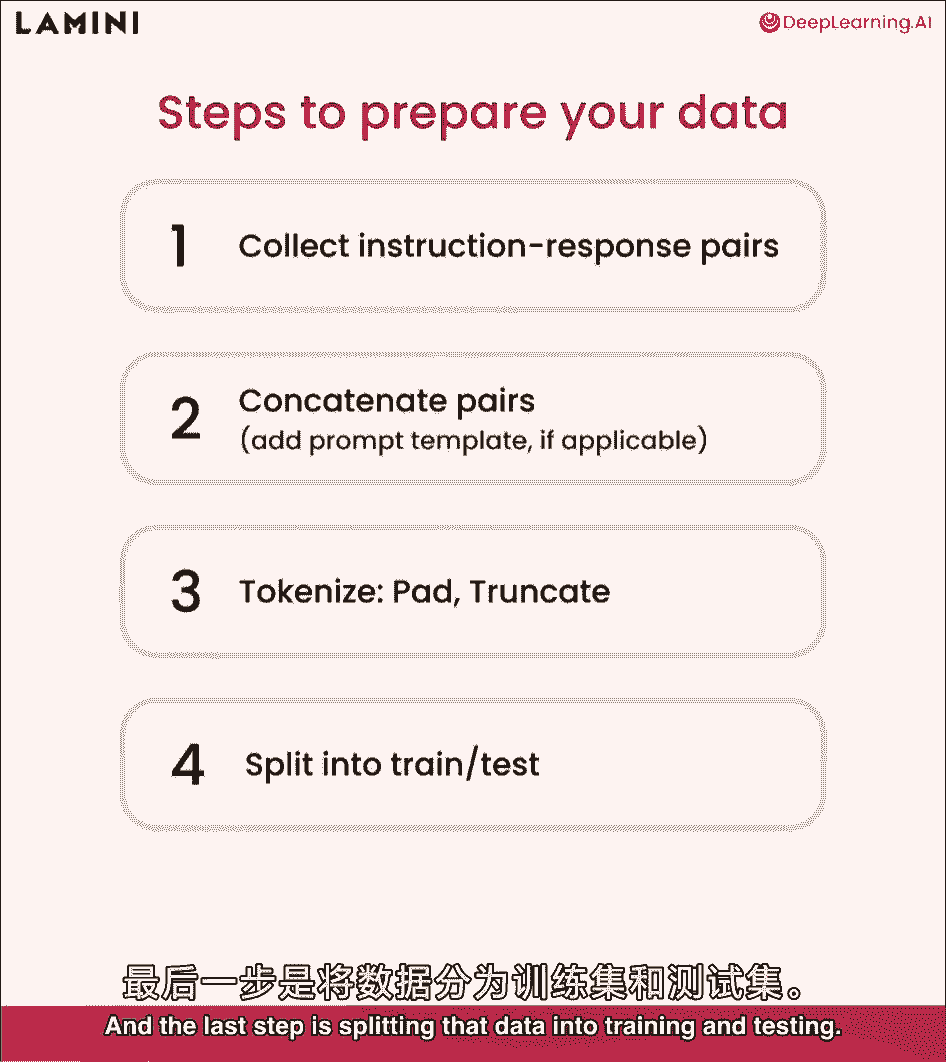 LAMINI
DeepLearning.AI
Steps to prepare your data
1
Collect instruction-response pairs
2
Concatenate pairs
(add prompt template, if applicable)
3
Tokenize: Pad, Truncate
4
Split into train/test
最后一步是将数据分为训练集和测试集。
And the last step is splitting that data into training and testing.